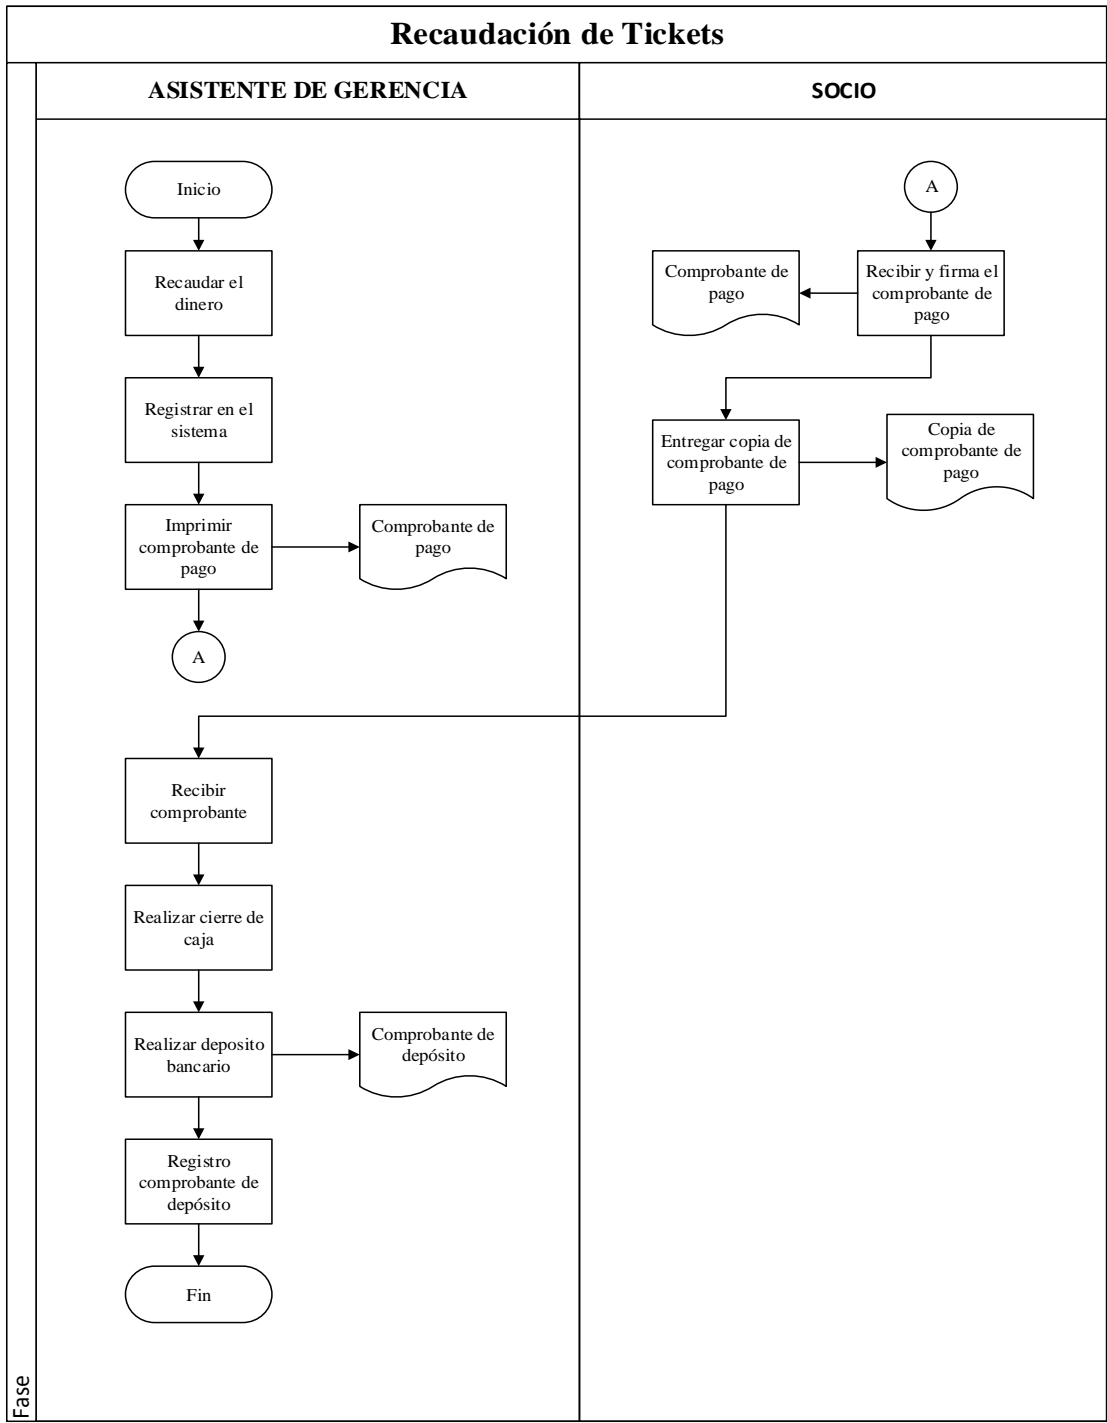 Recaudación de Tickets
ASISTENTE DE GERENCIA
SOCIO
Inicio
Recaudar el
dinero
Registrar en el
sistema
Imprimir
comprobante de
pago
Comprobante de
pago
A
A
Recibir y firma el
comprobante de
pago
Comprobante de
pago
Entregar copia de
comprobante de
pago
Copia de
comprobante de
pago
Recibir
comprobante
Realizar cierre de
caja
Realizar deposito
bancario
Comprobante de
depósito
Registro
comprobante de
depósito
Fin
Fase